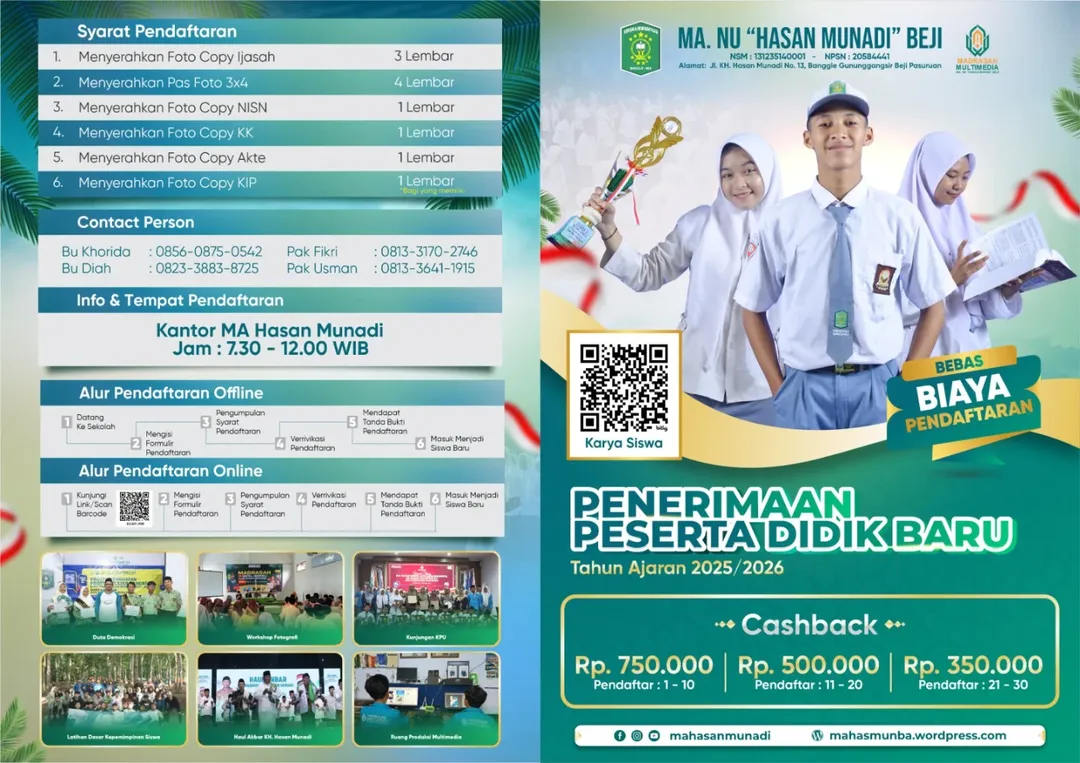 Syarat Pendaftaran
1. Menyerahkan Foto Copy Ijasah 3 Lembar
2. Menyerahkan Pas Foto 3x4 4 Lembar
3. Menyerahkan Foto Copy NISN 1 Lembar
4. Menyerahkan Foto Copy KK 1 Lembar
5. Menyerahkan Foto Copy Akte 1 Lembar
6. Menyerahkan Foto Copy KIP 1 Lembar
*Bagi yang memiliki
Contact Person
Bu Khorida : 0856-0875-0542 Pak Fikri : 0813-3170-2746
Bu Diah : 0823-3883-8725 Pak Usman : 0813-3641-1915
Info & Tempat Pendaftaran
Kantor MA Hasan Munadi
Jam : 7.30 - 12.00 WIB
Alur Pendaftaran Offline
1 Datang
Ke Sekolah
2 Mengisi
Formulir
Pendaftaran
3 Pengumpulan
Syarat
Pendaftaran
4 Verrivikasi
Pendaftaran
5 Mendapat
Tanda Bukti
Pendaftaran
6 Masuk Menjadi
Siswa Baru
Alur Pendaftaran Online
1 Kunjungi
Link/Scan
Barcode
2 Mengisi
Formulir
Pendaftaran
3 Pengumpulan
Syarat
Pendaftaran
4 Verrivikasi
Pendaftaran
5 Mendapat
Tanda Bukti
Pendaftaran
6 Masuk Menjadi
Siswa Baru
Duta Demokrasi
Workshop Fotografi
Kunjungan KPU
Latihan Dasar Kepemimpinan Siswa
Haul Akbar KH. Hasan Munadi
Ruang Produksi Multimedia
MA. NU "HASAN MUNADI" BEJI
NSM : 131235140001 - NPSN : 20584441
Alamat: Jl. KH. Hasan Munadi No. 13, Banggle Gununggangsir Beji Pasuruan
MADRASAH
MULTIMEDIA
Karya Siswa
BEBAS
BIAYA
PENDAFTARAN
PENERIMAAN
PESERTA DIDIK BARU
Tahun Ajaran 2025/2026
Cashback
Rp. 750.000
Pendaftar : 1 - 10
Rp. 500.000
Pendaftar : 11 - 20
Rp. 350.000
Pendaftar : 21 - 30
mahasanmunadi
mahasmunba.wordpress.com